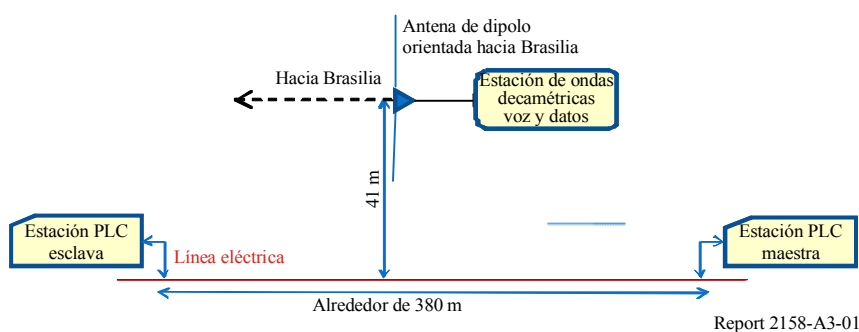 Antena de dipolo
orientada hacia Brasilia
Hacia Brasilia
Estación de ondas
decamétricas
voz y datos
41 m
Estación PLC
esclava
Línea eléctrica
Estación PLC
maestra
Alrededor de 380 m
Report 2158-A3-01